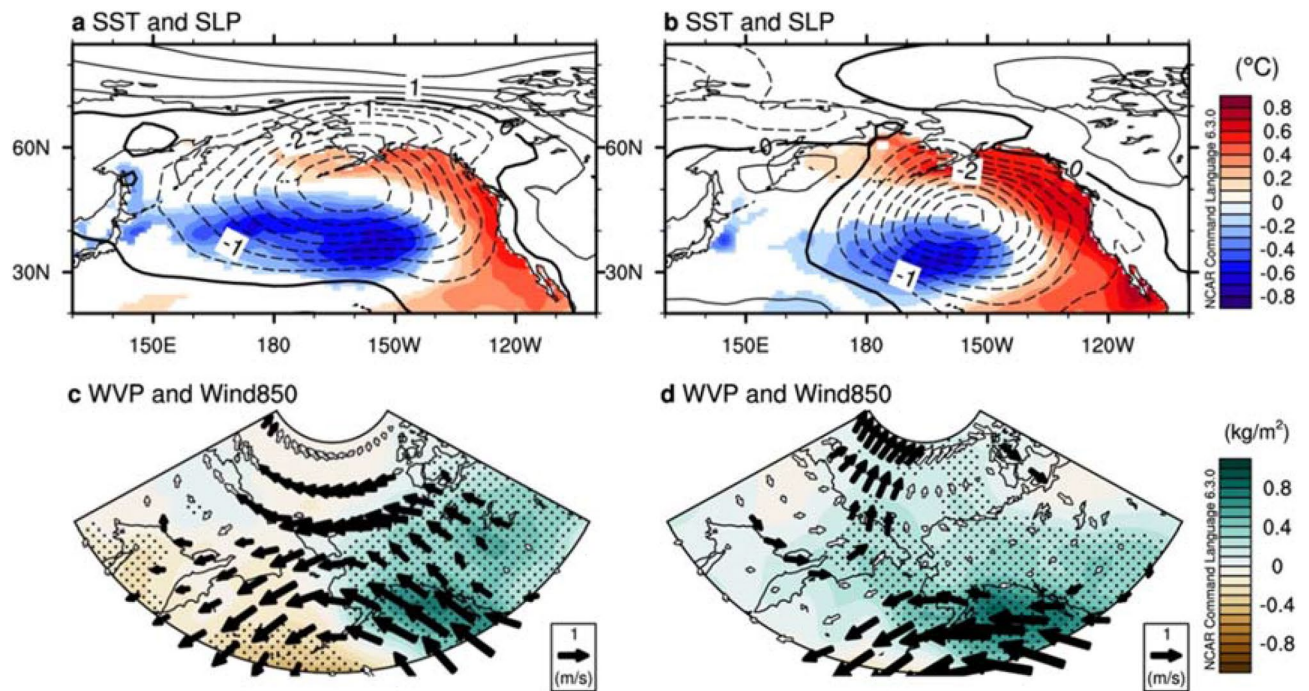 a SST and SLP
b SST and SLP
(°C)
1
1
-2
0
-1
60N
30N
150E 180 150W 120W
0
-2
0
-1
60N
30N
150E 180 150W 120W
0.8
0.6
0.4
0.2
0
-0.2
-0.4
-0.6
-0.8
NCAR Command Language 6.3.0
c WVP and Wind850
d WVP and Wind850
(kg/m²)
1
(m/s)
1
(m/s)
0.8
0.4
0
-0.4
-0.8
NCAR Command Language 6.3.0